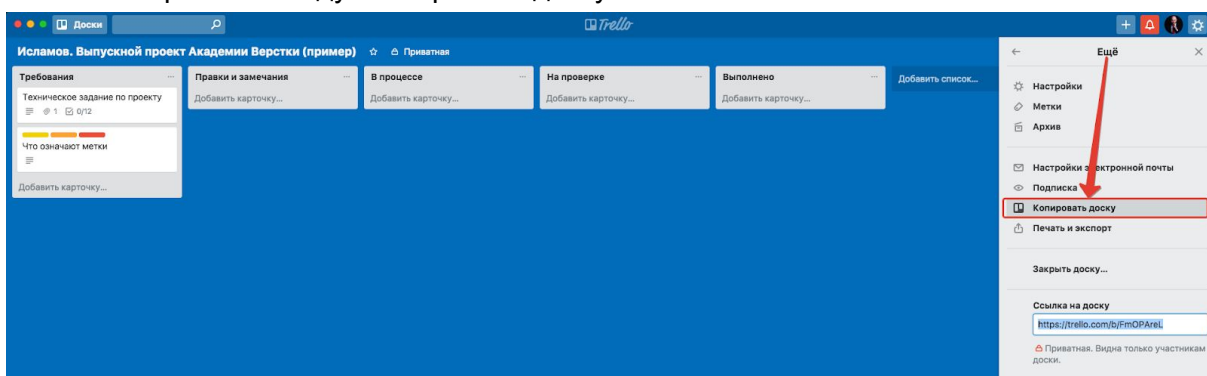 Доски
Trello
Исламов. Выпускной проект Академии Верстки (пример)
Приватная
Требования
Техническое задание по проекту
1 0/12
Что означают метки
Добавить карточку...
Правки и замечания
Добавить карточку...
В процессе
Добавить карточку...
На проверке
Добавить карточку...
Выполнено
Добавить карточку...
Добавить список...
Ещё
Настройки
Метки
Архив
Настройки электронной почты
Подписка
Копировать доску
Печать и экспорт
Закрыть доску...
Ссылка на доску
https://trello.com/b/FmOPAreL
Приватная. Видна только участникам
доски.